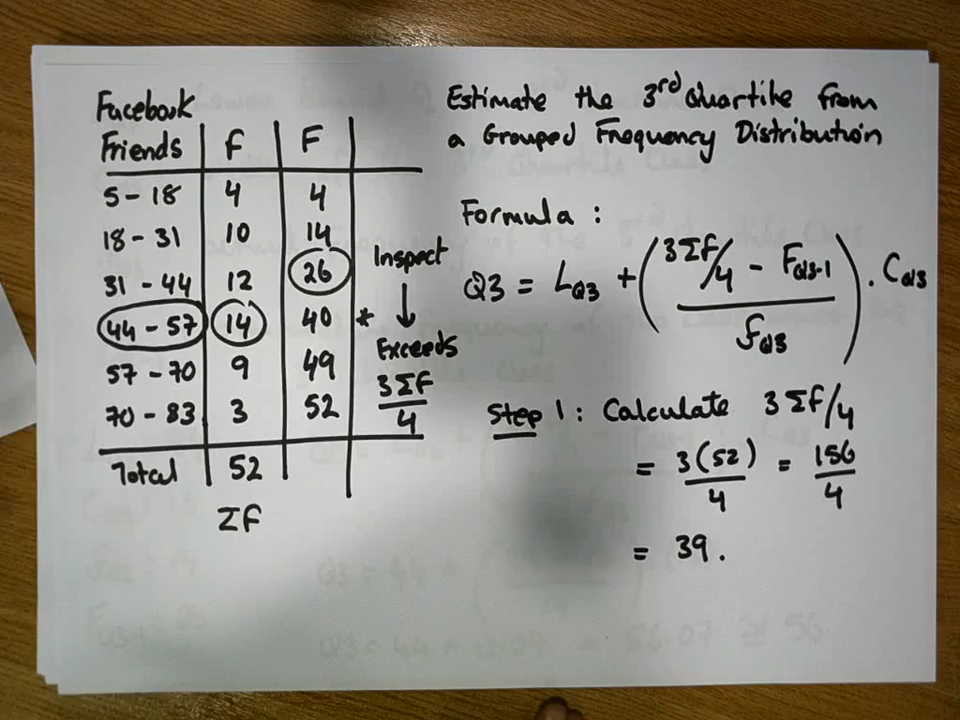 Facebook
Friends f F
5 - 18 4 4
18 - 31 10 14
31 - 44 12 26
44 - 57 14 40 *
57 - 70 9 49
70 - 83 3 52
Total 52
Σf
Inspect
↓
Exceeds
3Σf/4
Estimate the 3rd Quartile from
a Grouped Frequency Distribution
Formula :
Q3 = LQ3 + ( (3Σf/4 - FQ3-1) / fQ3 ) . CQ3
Step 1 : Calculate 3Σf/4
= 3(52)/4 = 156/4
= 39.